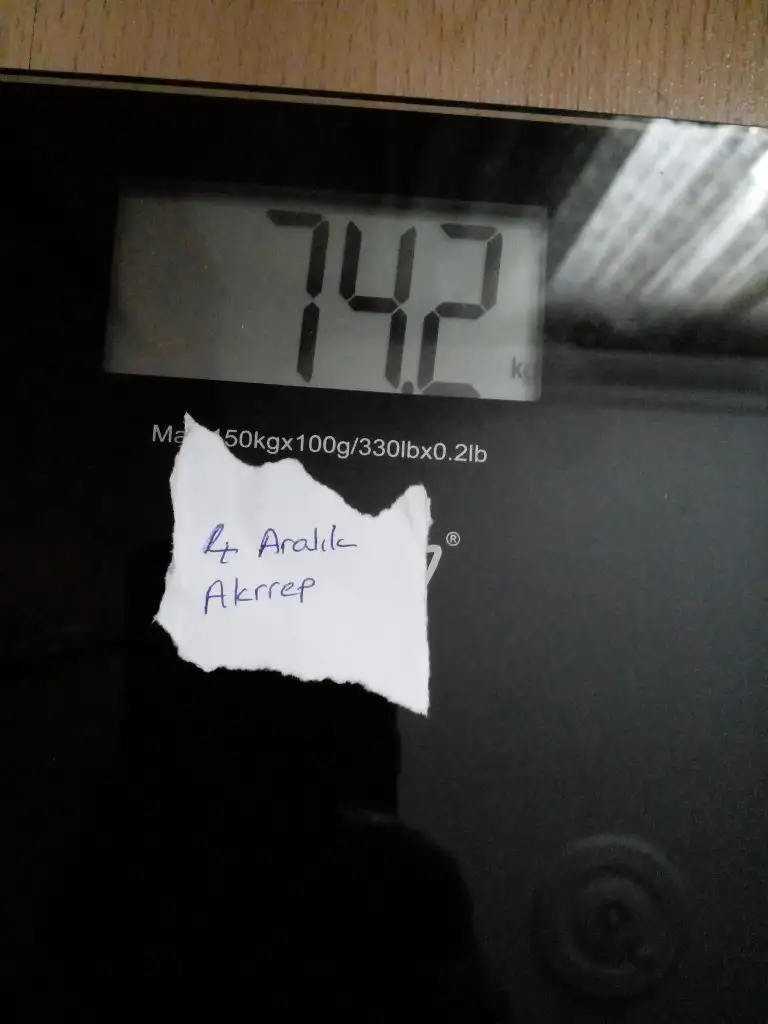 74.2
kg
Ma 150kgx100g/330lbx0.2lb
®
4 Aralık
Akrrep